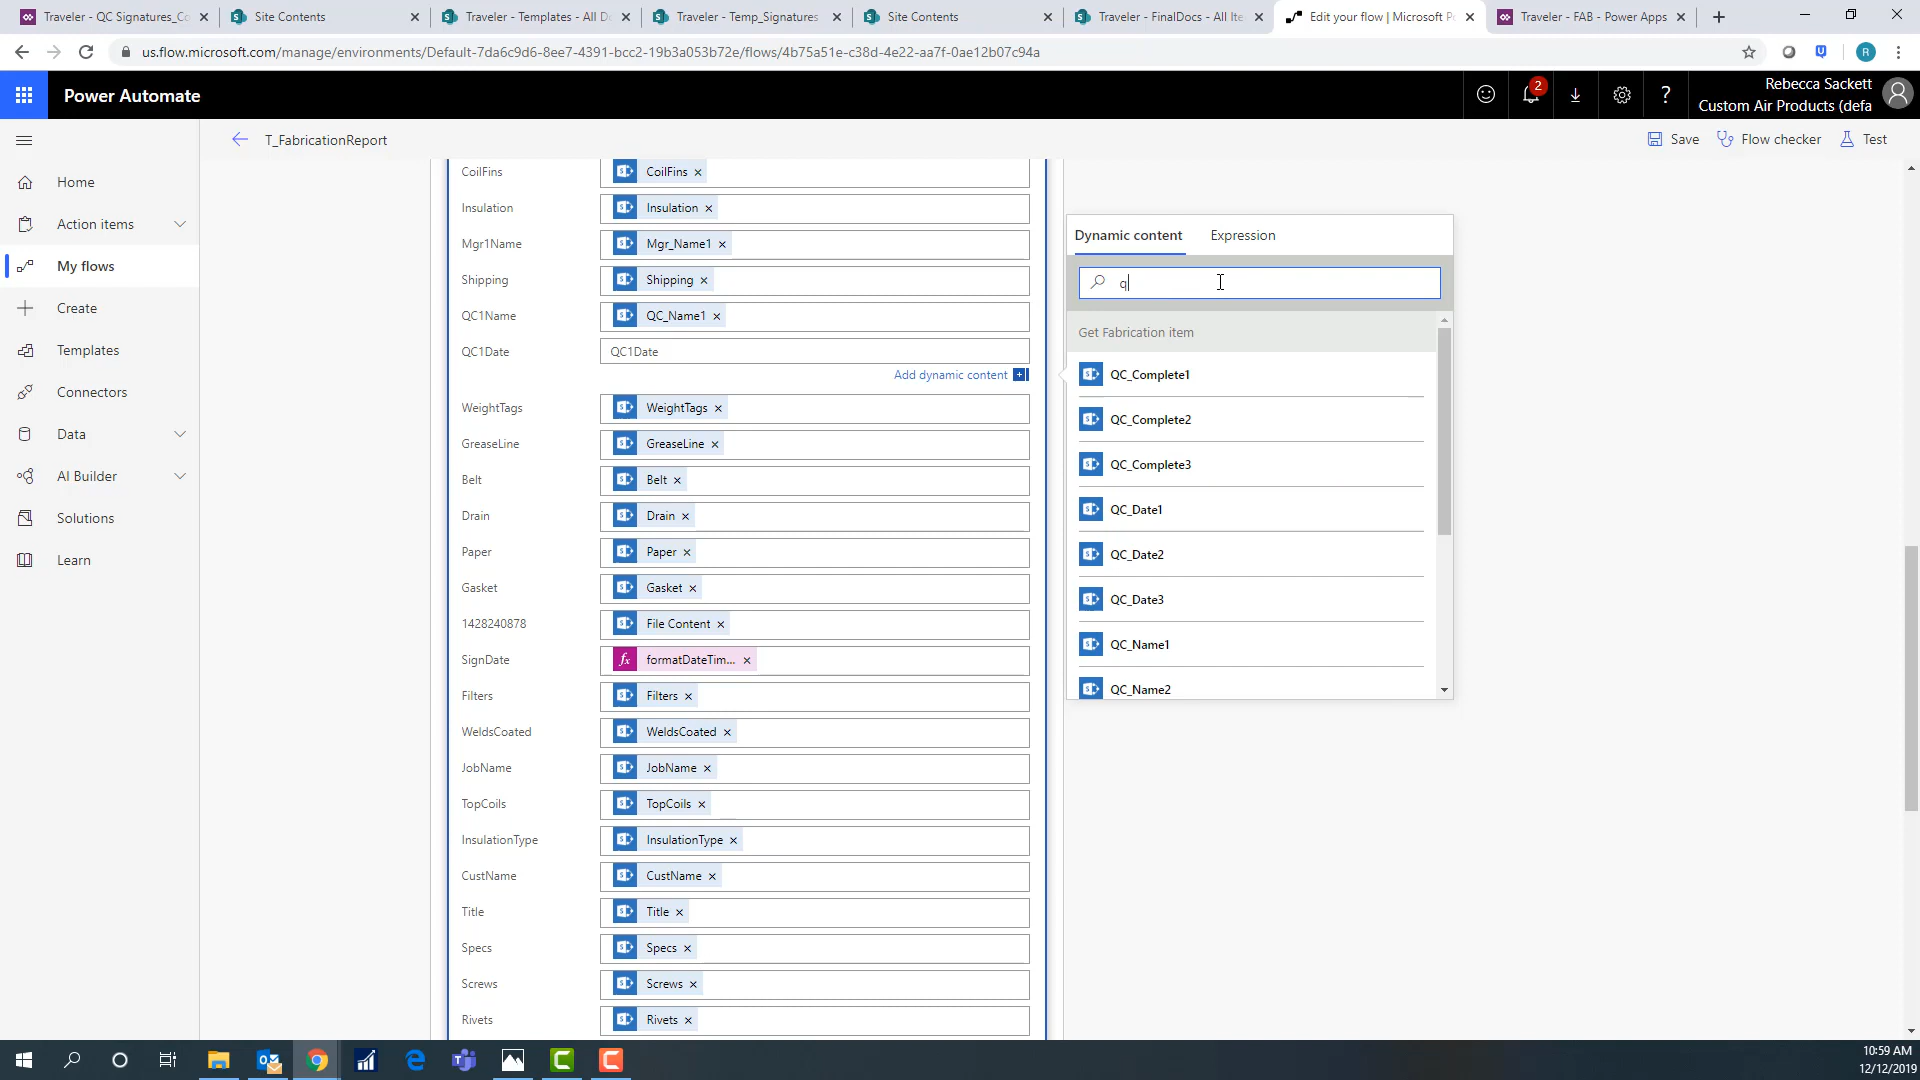 Traveler - QC Signatures_Co
Site Contents
Traveler - Templates - All D
Traveler - Temp_Signatures
Site Contents
Traveler - FinalDocs - All Ite
Edit your flow | Microsoft P
Traveler - FAB - Power Apps
us.flow.microsoft.com/manage/environments/Default-7da6c9d6-8ee7-4391-bcc2-19b3a053b72e/flows/4b75a51e-c38d-4e22-aa7f-0ae12b07c94a
R
Power Automate
2
?
Rebecca Sackett
Custom Air Products (defa
T_FabricationReport
Save
Flow checker
Test
Home
Action items
My flows
Create
Templates
Connectors
Data
AI Builder
Solutions
Learn
CoilFins CoilFins ×
Insulation Insulation ×
Mgr1Name Mgr_Name1 ×
Shipping Shipping ×
QC1Name QC_Name1 ×
QC1Date QC1Date
Add dynamic content
WeightTags WeightTags ×
GreaseLine GreaseLine ×
Belt Belt ×
Drain Drain ×
Paper Paper ×
Gasket Gasket ×
1428240878 File Content ×
SignDate fx formatDateTim... ×
Filters Filters ×
WeldsCoated WeldsCoated ×
JobName JobName ×
TopCoils TopCoils ×
InsulationType InsulationType ×
CustName CustName ×
Title Title ×
Specs Specs ×
Screws Screws ×
Rivets Rivets ×
Dynamic content
Expression
q
Get Fabrication item
QC_Complete1
QC_Complete2
QC_Complete3
QC_Date1
QC_Date2
QC_Date3
QC_Name1
QC_Name2
10:59 AM
12/12/2019